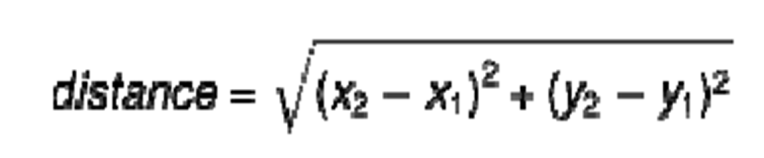 distance = √(x₂ − x₁)² + (y₂ − y₁)²